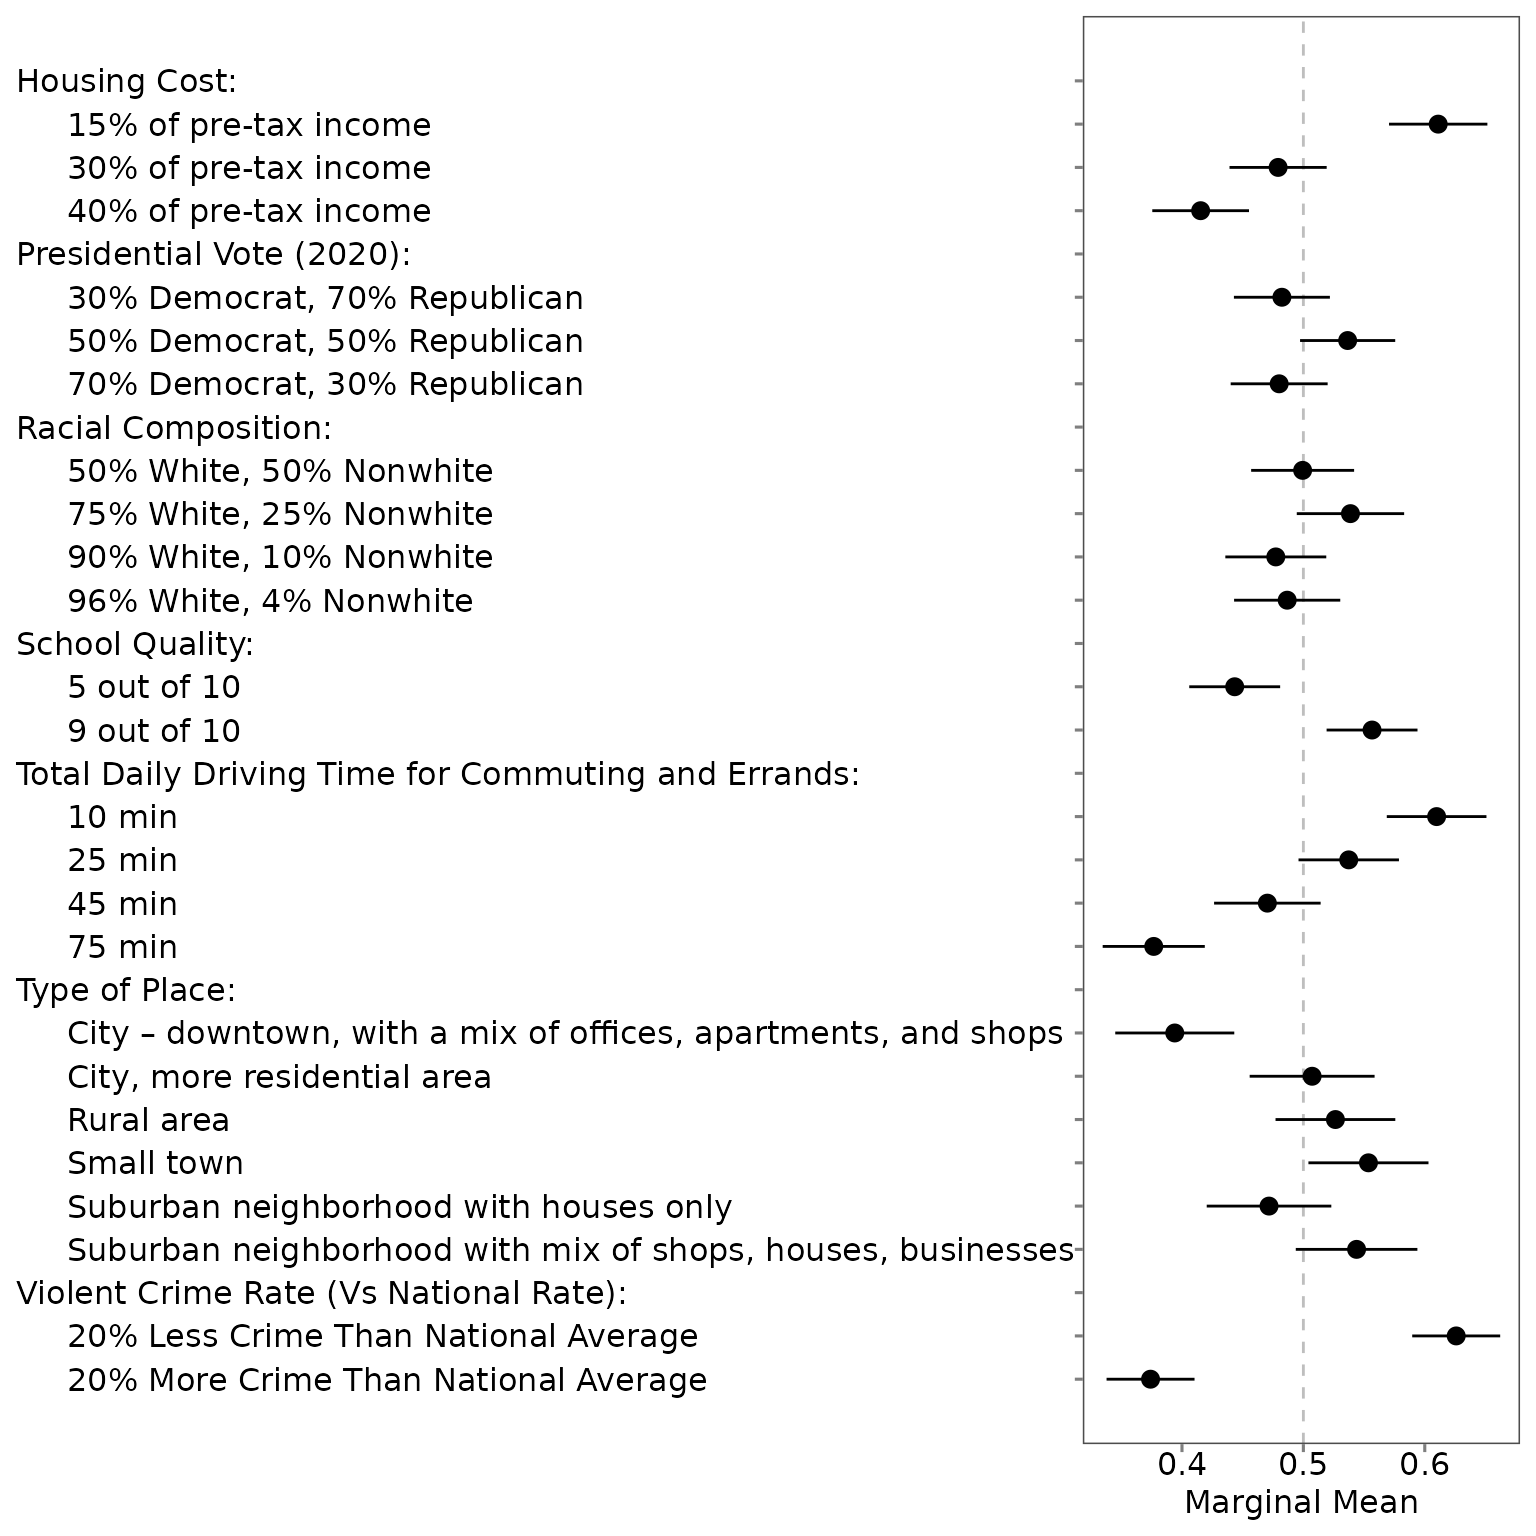 Housing Cost:
15% of pre-tax income
30% of pre-tax income
40% of pre-tax income
Presidential Vote (2020):
30% Democrat, 70% Republican
50% Democrat, 50% Republican
70% Democrat, 30% Republican
Racial Composition:
50% White, 50% Nonwhite
75% White, 25% Nonwhite
90% White, 10% Nonwhite
96% White, 4% Nonwhite
School Quality:
5 out of 10
9 out of 10
Total Daily Driving Time for Commuting and Errands:
10 min
25 min
45 min
75 min
Type of Place:
City – downtown, with a mix of offices, apartments, and shops
City, more residential area
Rural area
Small town
Suburban neighborhood with houses only
Suburban neighborhood with mix of shops, houses, businesses
Violent Crime Rate (Vs National Rate):
20% Less Crime Than National Average
20% More Crime Than National Average
0.4 0.5 0.6
Marginal Mean